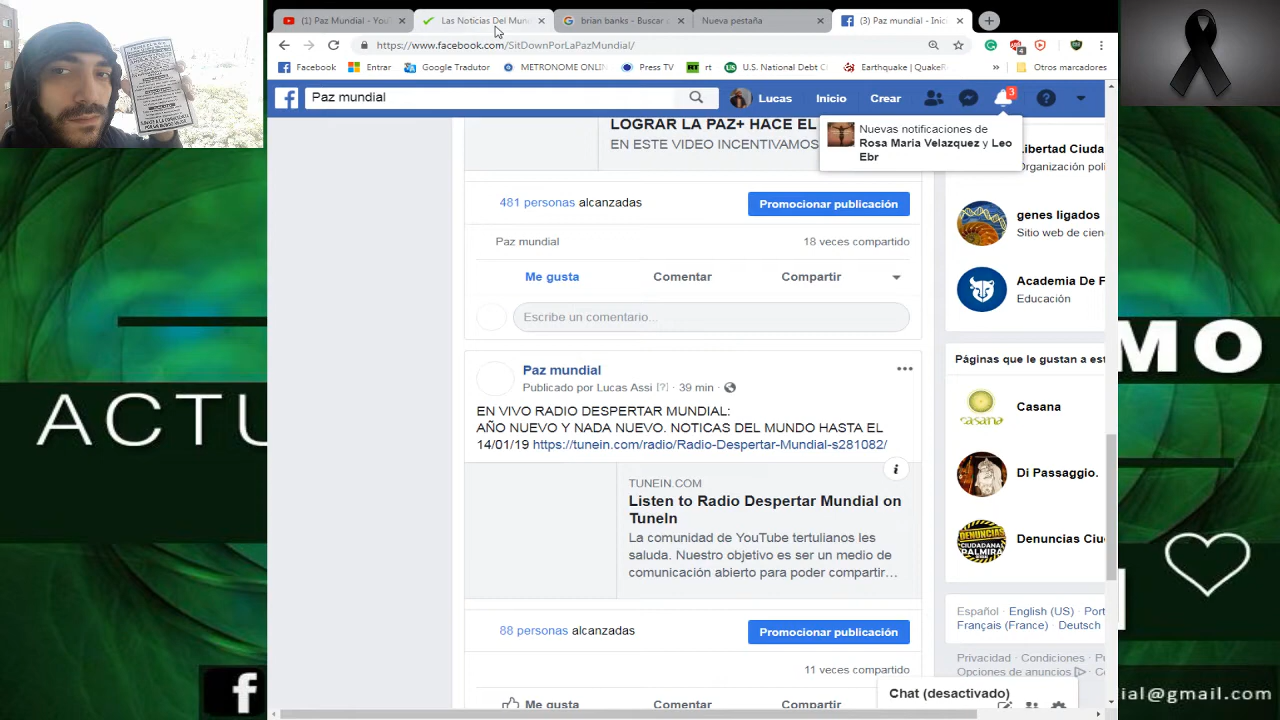 (1) Paz Mundial - You
Las Noticias Del Mun
brian banks - Buscar
Nueva pestaña
(3) Paz mundial - Inic
https://www.facebook.com/SitDownPorLaPazMundial/
Facebook
Entrar
Google Tradutor
METRONOME ONLIN
Press TV
rt
U.S. National Debt C
Earthquake | QuakeR
»
Otros marcadores
Paz mundial
Lucas
Inicio
Crear
3
Nuevas notificaciones de
Rosa Maria Velazquez y Leo
Ebr
LOGRAR LA PAZ+ HACE EL
EN ESTE VIDEO INCENTIVAMOS
481 personas alcanzadas
Promocionar publicación
Paz mundial
18 veces compartido
Me gusta
Comentar
Compartir
Escribe un comentario...
Paz mundial
Publicado por Lucas Assi [?] · 39 min ·
EN VIVO RADIO DESPERTAR MUNDIAL:
AÑO NUEVO Y NADA NUEVO. NOTICAS DEL MUNDO HASTA EL
14/01/19 https://tunein.com/radio/Radio-Despertar-Mundial-s281082/
TUNEIN.COM
Listen to Radio Despertar Mundial on
TuneIn
La comunidad de YouTube tertulianos les
saluda. Nuestro objetivo es ser un medio de
comunicación abierto para poder compartir...
88 personas alcanzadas
Promocionar publicación
11 veces compartido
Me gusta
Comentar
Compartir
Libertad Ciuda
Organización polí
genes ligados
Sitio web de cien
Academia De F
Educación
Páginas que le gustan a est
Casana
casana
Di Passaggio.
DENUNCIAS
CIUDADANAS
PALMIRA
Denuncias Ciu
Español · English (US) · Port
Français (France) · Deutsch
Privacidad · Condiciones · P
Opciones de anuncios · C
Chat (desactivado)
ACTU
MO
ial@gmail.com